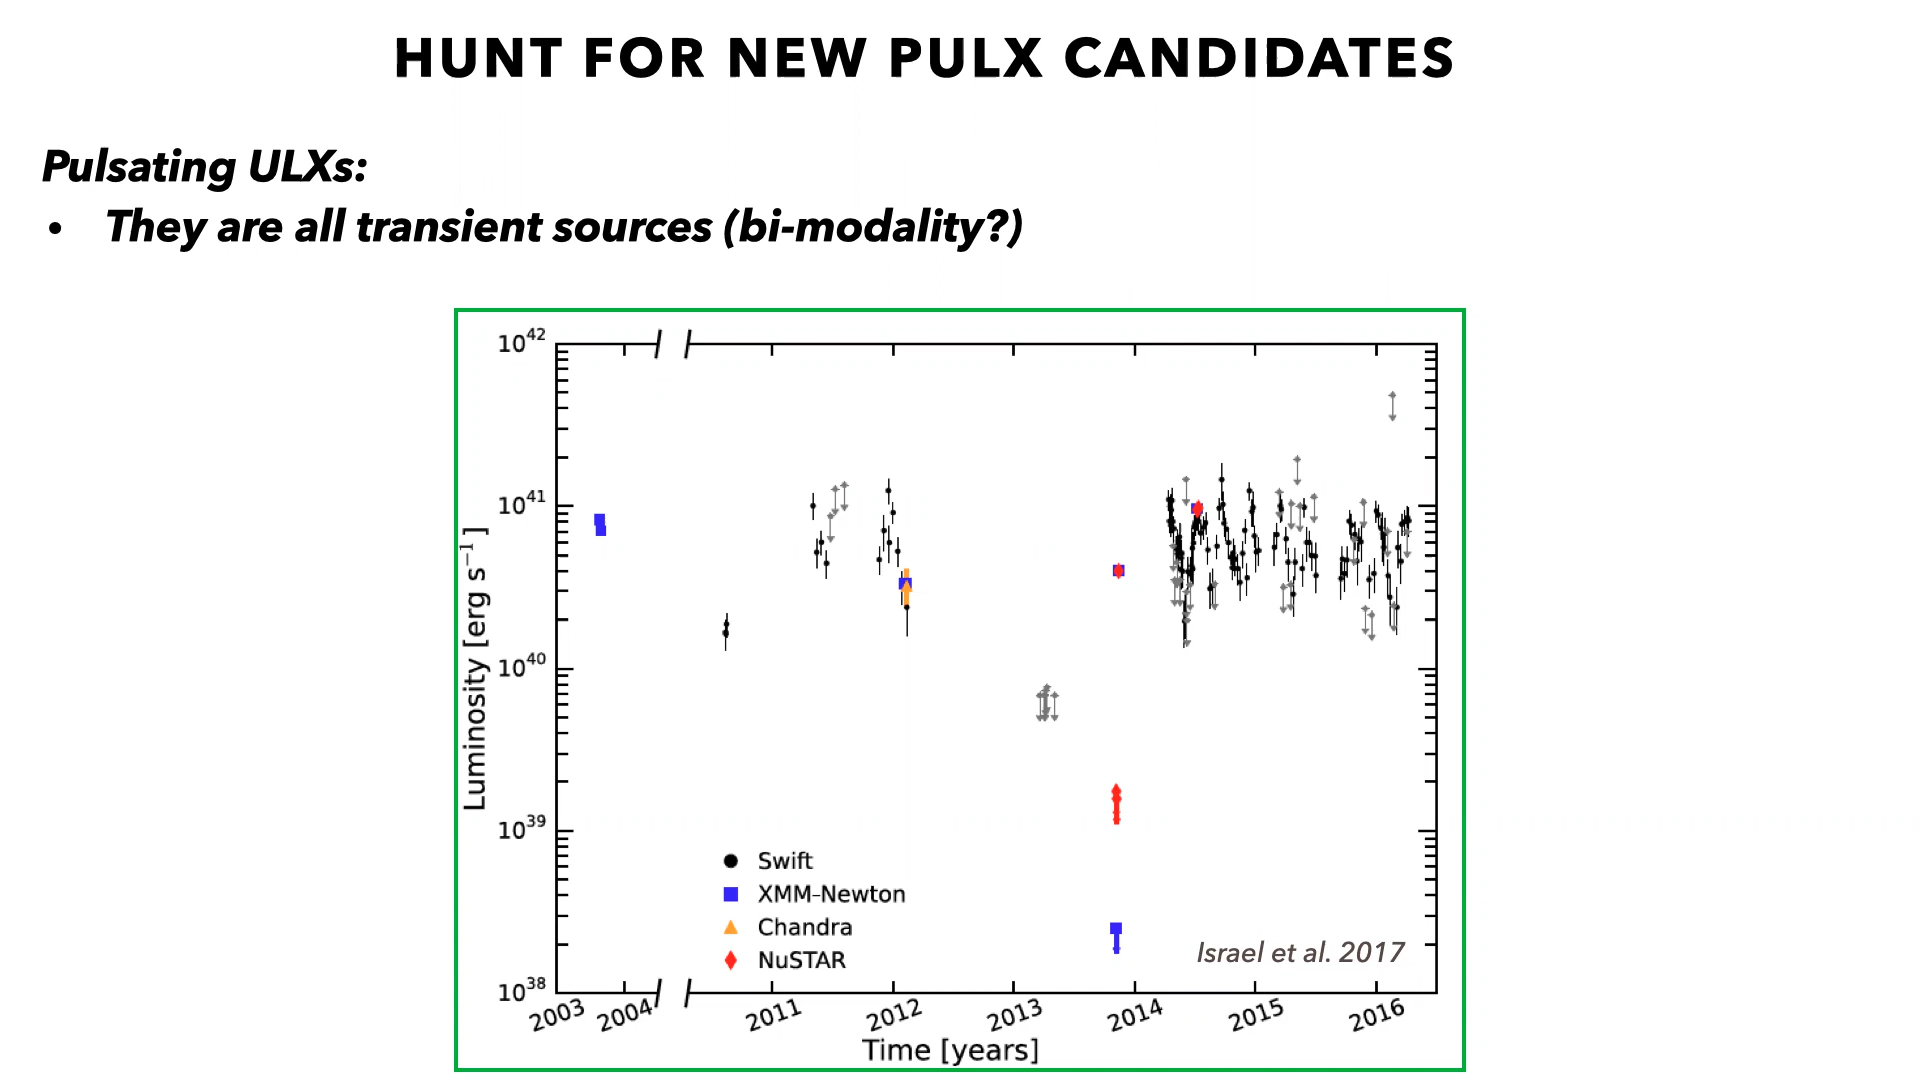 HUNT FOR NEW PULX CANDIDATES
Pulsating ULXs:
• They are all transient sources (bi-modality?)
10^42
10^41
10^40
10^39
10^38
Luminosity [erg s^−1]
Swift
XMM-Newton
Chandra
NuSTAR
Israel et al. 2017
2003 2004 2011 2012 2013 2014 2015 2016
Time [years]